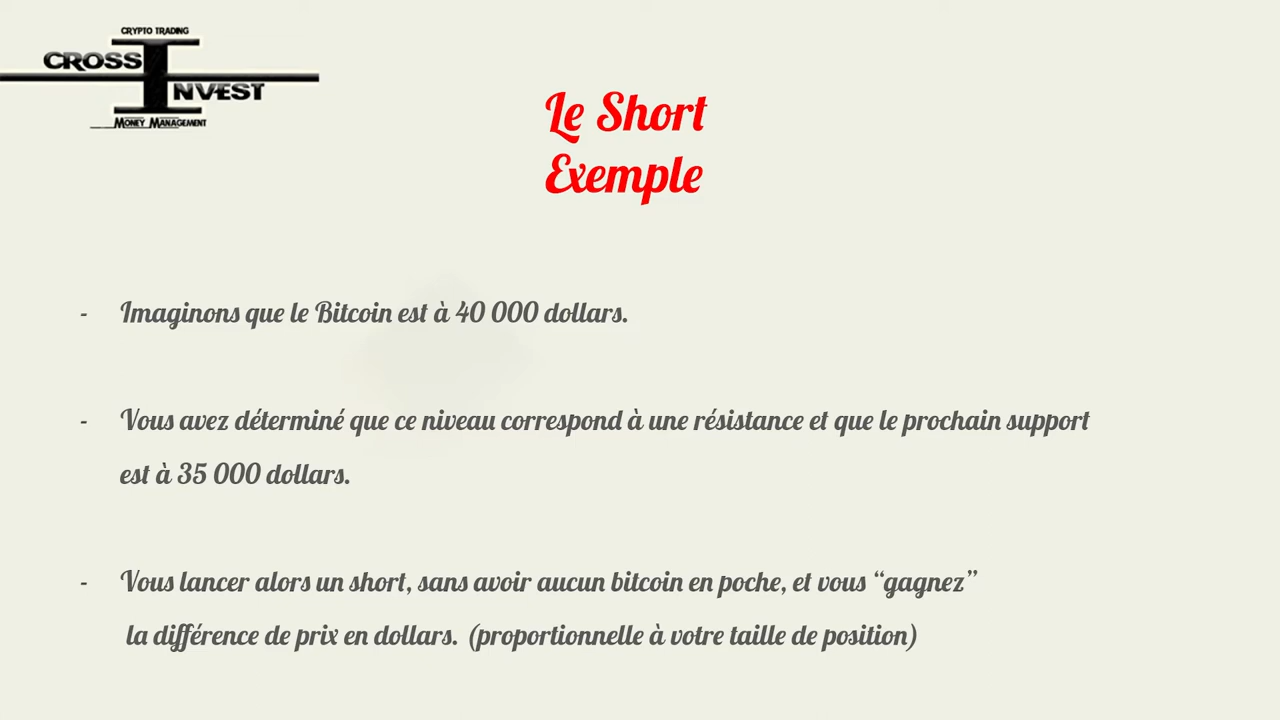 CRYPTO TRADING
CROSS
INVEST
MONEY MANAGEMENT
Le Short
Exemple
- Imaginons que le Bitcoin est à 40 000 dollars.
- Vous avez déterminé que ce niveau correspond à une résistance et que le prochain support
est à 35 000 dollars.
- Vous lancer alors un short, sans avoir aucun bitcoin en poche, et vous “gagnez”
la différence de prix en dollars. (proportionnelle à votre taille de position)